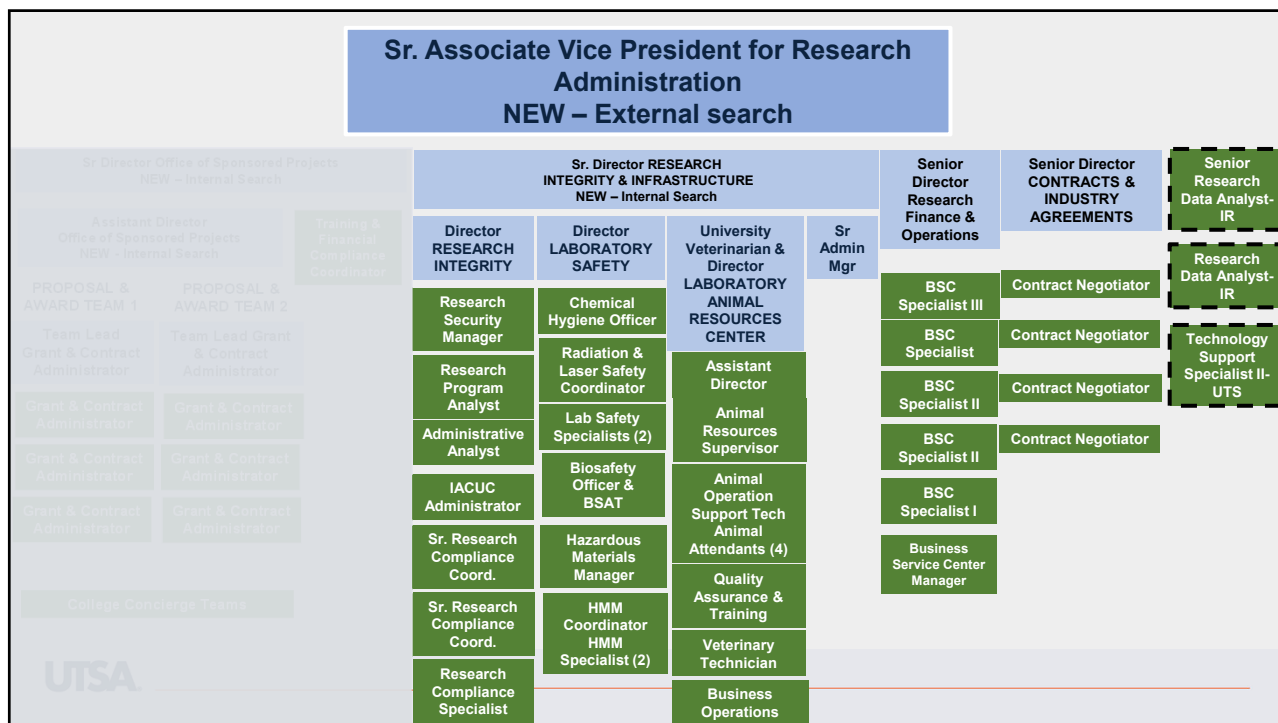 Sr. Associate Vice President for Research
Administration
NEW – External search
Sr Director Office of Sponsored Projects
NEW – Internal Search
Assistant Director
Office of Sponsored Projects
NEW - Internal Search
Training &
Financial
Compliance
Coordinator
PROPOSAL &
AWARD TEAM 1
Team Lead
Grant & Contract
Administrator
Grant & Contract
Administrator
Grant & Contract
Administrator
Grant & Contract
Administrator
PROPOSAL &
AWARD TEAM 2
Team Lead Grant
& Contract
Administrator
Grant & Contract
Administrator
Grant & Contract
Administrator
Grant & Contract
Administrator
College Concierge Teams
Sr. Director RESEARCH
INTEGRITY & INFRASTRUCTURE
NEW – Internal Search
Director
RESEARCH
INTEGRITY
Research
Security
Manager
Research
Program
Analyst
Administrative
Analyst
IACUC
Administrator
Sr. Research
Compliance
Coord.
Sr. Research
Compliance
Coord.
Research
Compliance
Specialist
Director
LABORATORY
SAFETY
Chemical
Hygiene Officer
Radiation &
Laser Safety
Coordinator
Lab Safety
Specialists (2)
Biosafety
Officer &
BSAT
Hazardous
Materials
Manager
HMM
Coordinator
HMM
Specialist (2)
University
Veterinarian &
Director
LABORATORY
ANIMAL
RESOURCES
CENTER
Assistant
Director
Animal
Resources
Supervisor
Animal
Operation
Support Tech
Animal
Attendants (4)
Quality
Assurance &
Training
Veterinary
Technician
Business
Operations
Sr
Admin
Mgr
Senior
Director
Research
Finance &
Operations
BSC
Specialist III
BSC
Specialist
BSC
Specialist II
BSC
Specialist II
BSC
Specialist I
Business
Service Center
Manager
Senior Director
CONTRACTS &
INDUSTRY
AGREEMENTS
Contract Negotiator
Contract Negotiator
Contract Negotiator
Contract Negotiator
Senior
Research
Data Analyst-
IR
Research
Data Analyst-
IR
Technology
Support
Specialist II-
UTS
UTSA